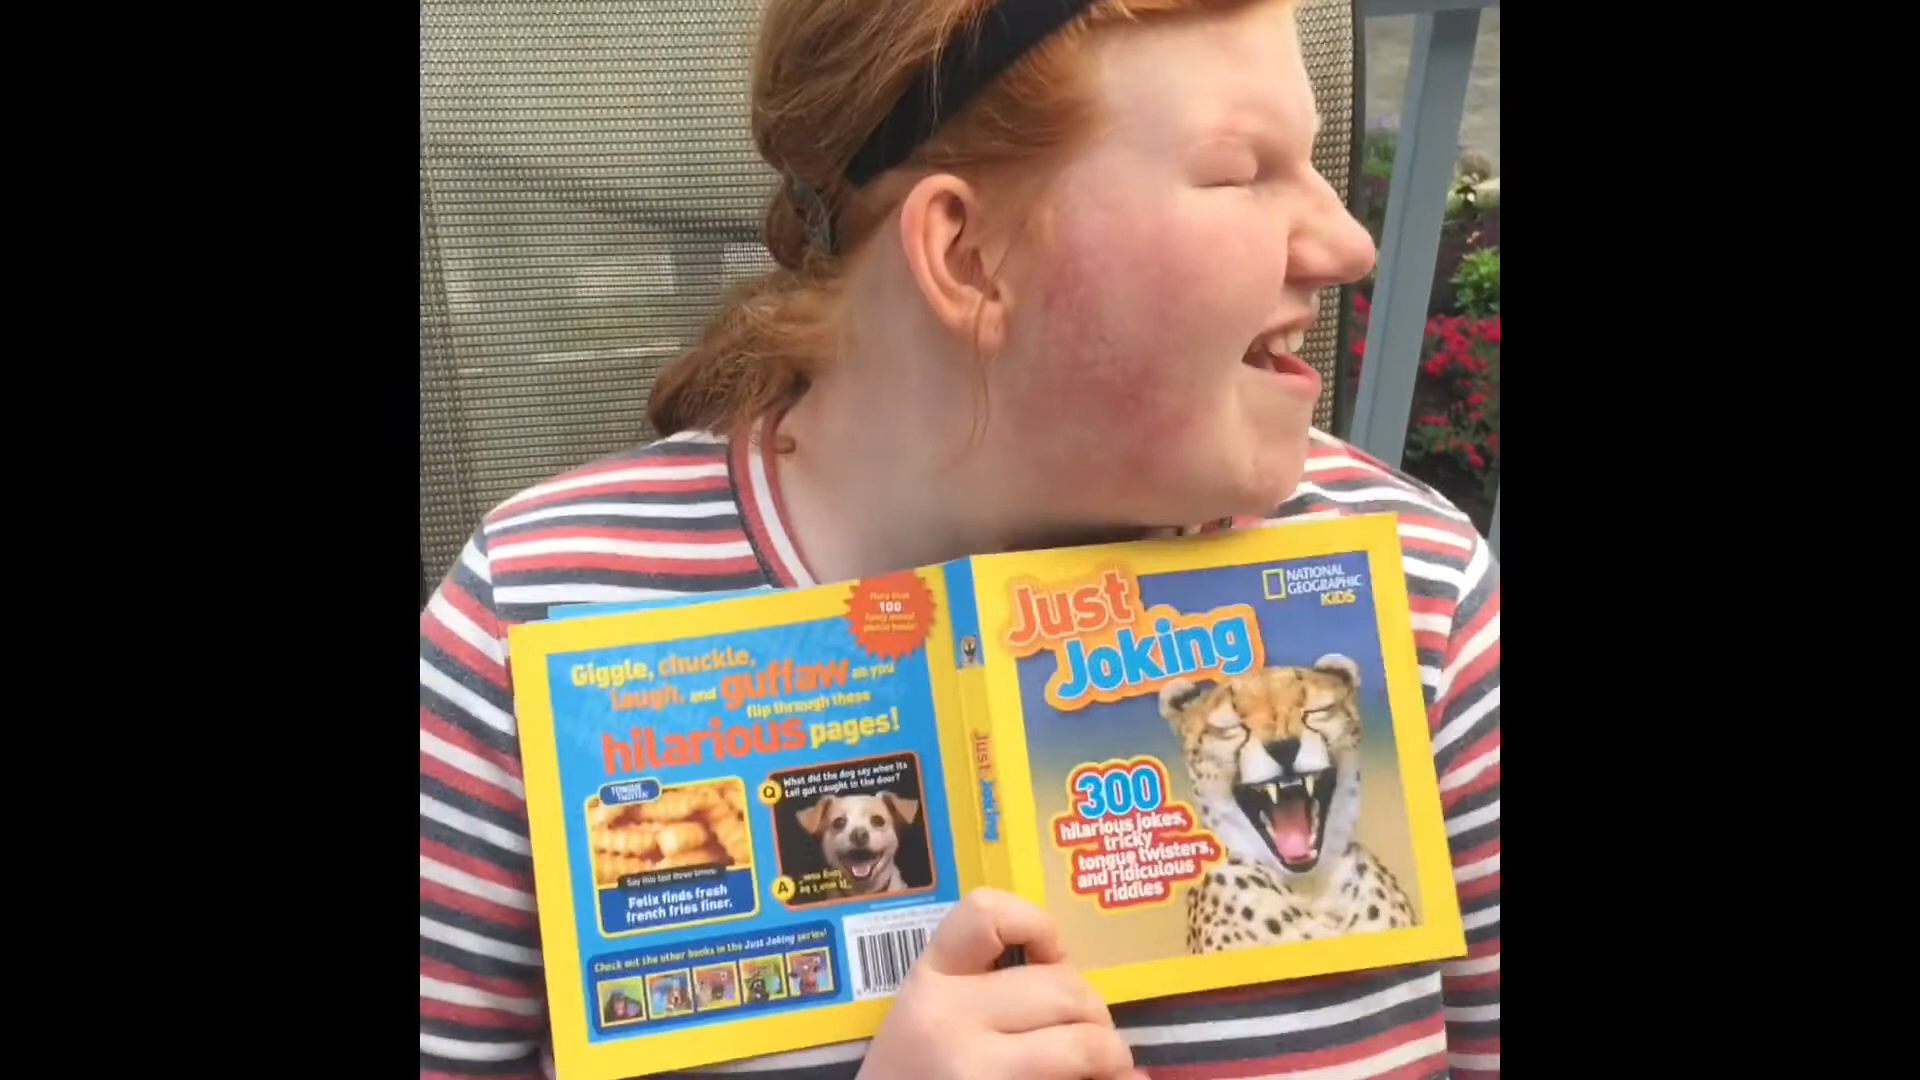 More than
100
funny animal
photos inside!
Giggle, chuckle,
laugh, and guffaw as you
flip through these
hilarious pages!
TONGUE
TWISTER!
Say this fast three times:
Felix finds fresh
french fries finer.
Q
What did the dog say when its
tail got caught in the door?
A
Check out the other books in the Just Joking series!
Just Joking
NATIONAL
GEOGRAPHIC
KiDS
Just
Joking
300
hilarious jokes,
tricky
tongue twisters,
and ridiculous
riddles